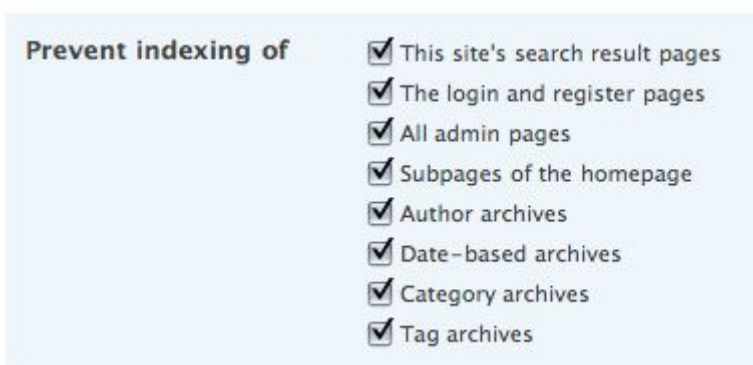 Prevent indexing of
This site's search result pages
The login and register pages
All admin pages
Subpages of the homepage
Author archives
Date-based archives
Category archives
Tag archives